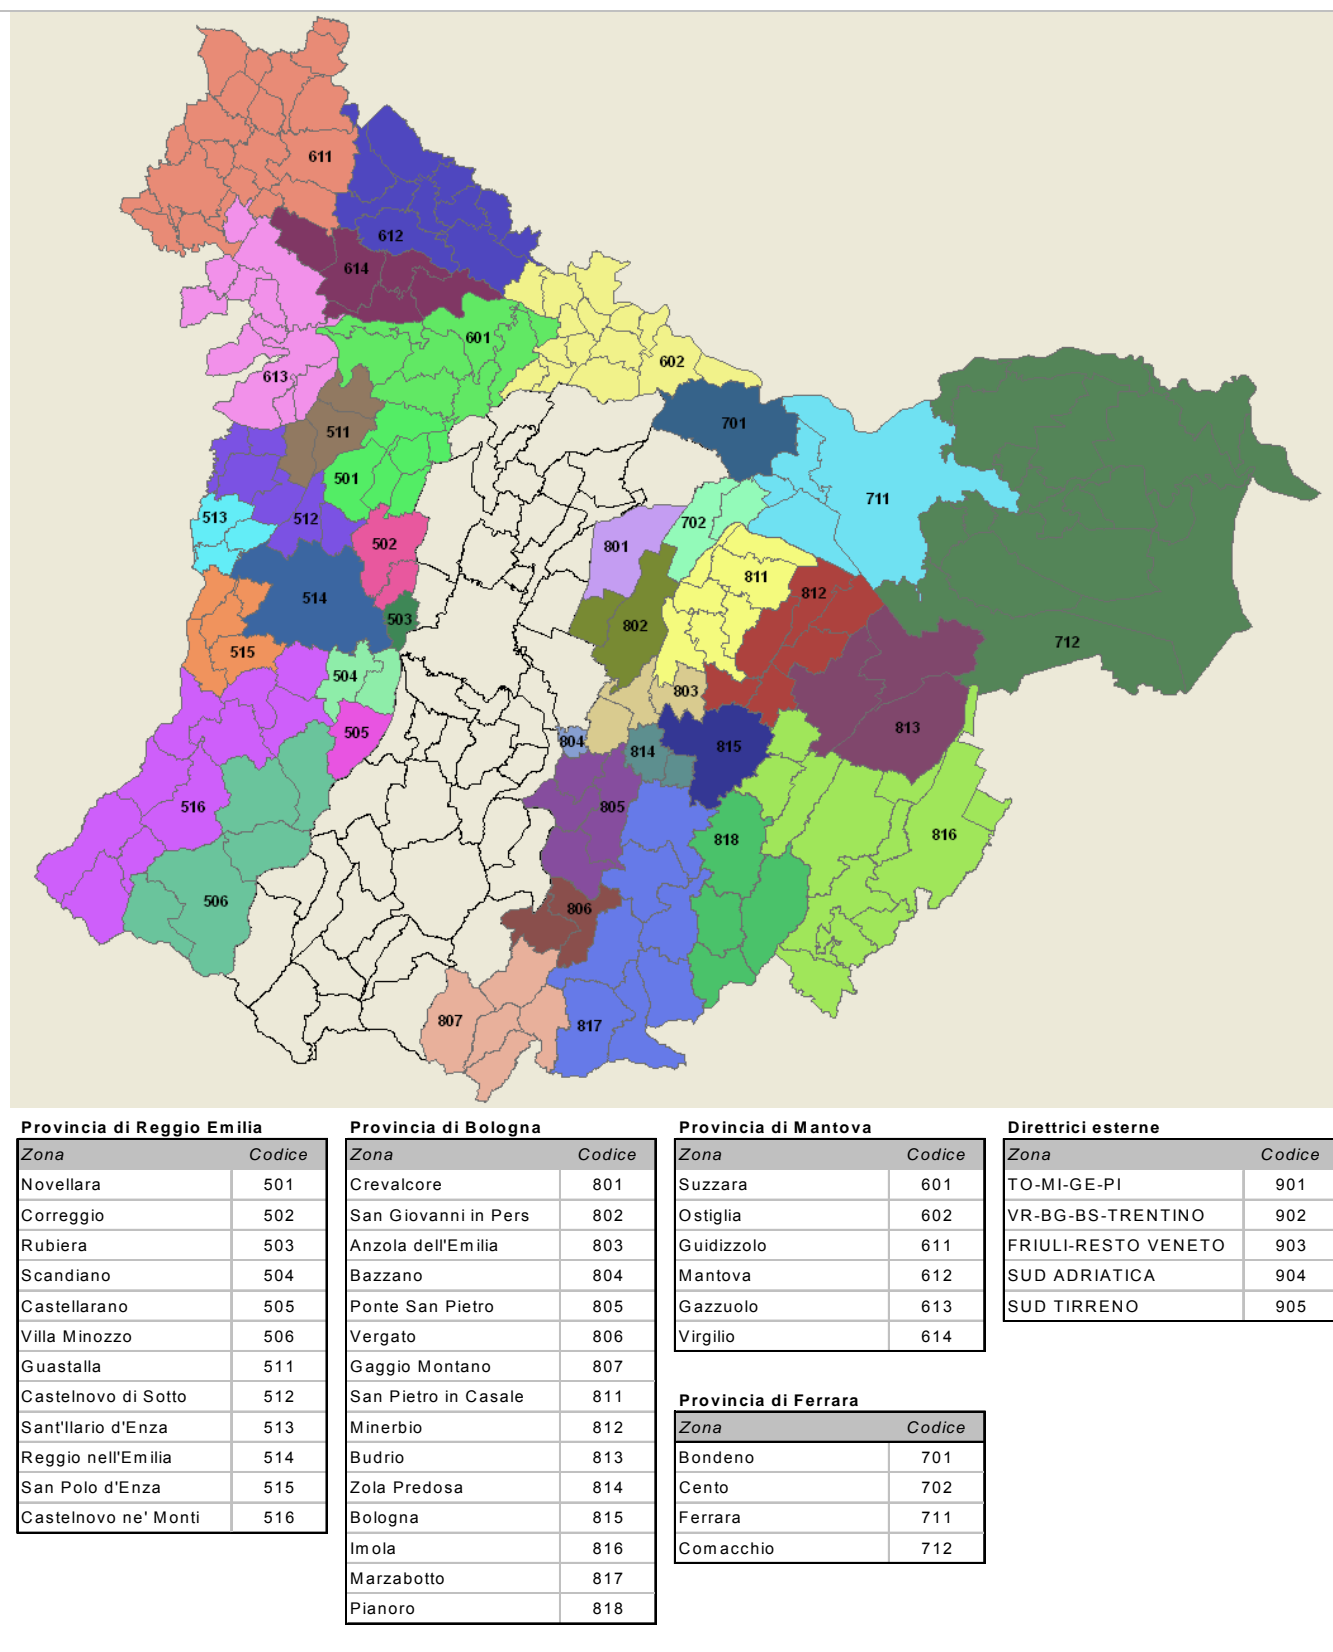 611
612
614
601
602
613
701
511
501
711
513
512
502
702
801
811
514
812
503
802
712
515
504
803
505
813
804
814
815
516
805
816
818
506
806
807
817
Provincia di Reggio Emilia
Zona Codice
Novellara 501
Correggio 502
Rubiera 503
Scandiano 504
Castellarano 505
Villa Minozzo 506
Guastalla 511
Castelnovo di Sotto 512
Sant'Ilario d'Enza 513
Reggio nell'Emilia 514
San Polo d'Enza 515
Castelnovo ne' Monti 516
Provincia di Bologna
Zona Codice
Crevalcore 801
San Giovanni in Pers 802
Anzola dell'Emilia 803
Bazzano 804
Ponte San Pietro 805
Vergato 806
Gaggio Montano 807
San Pietro in Casale 811
Minerbio 812
Budrio 813
Zola Predosa 814
Bologna 815
Imola 816
Marzabotto 817
Pianoro 818
Provincia di Mantova
Zona Codice
Suzzara 601
Ostiglia 602
Guidizzolo 611
Mantova 612
Gazzuolo 613
Virgilio 614
Provincia di Ferrara
Zona Codice
Bondeno 701
Cento 702
Ferrara 711
Comacchio 712
Direttrici esterne
Zona Codice
TO-MI-GE-PI 901
VR-BG-BS-TRENTINO 902
FRIULI-RESTO VENETO 903
SUD ADRIATICA 904
SUD TIRRENO 905